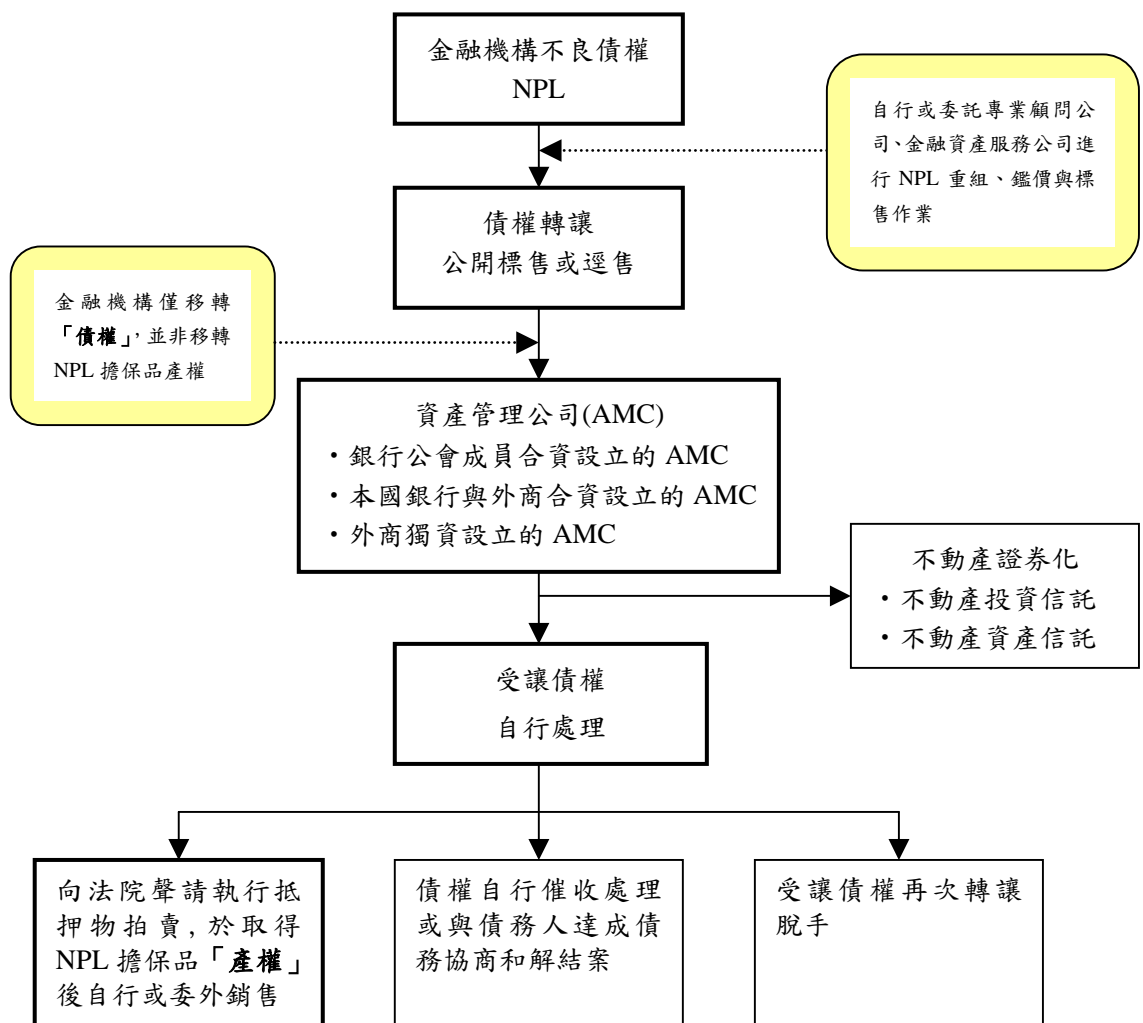 金融機構不良債權
NPL
自行或委託專業顧問公
司、金融資產服務公司進
行 NPL 重組、鑑價與標
售作業
債權轉讓
公開標售或逕售
金融機構僅移轉
「債權」,並非移轉
NPL 擔保品產權
資產管理公司(AMC)
・銀行公會成員合資設立的 AMC
・本國銀行與外商合資設立的 AMC
・外商獨資設立的 AMC
不動產證券化
・不動產投資信託
・不動產資產信託
受讓債權
自行處理
向法院聲請執行抵
押物拍賣,於取得
NPL 擔保品「產權」
後自行或委外銷售
債權自行催收處理
或與債務人達成債
務協商和解結案
受讓債權再次轉讓
脫手